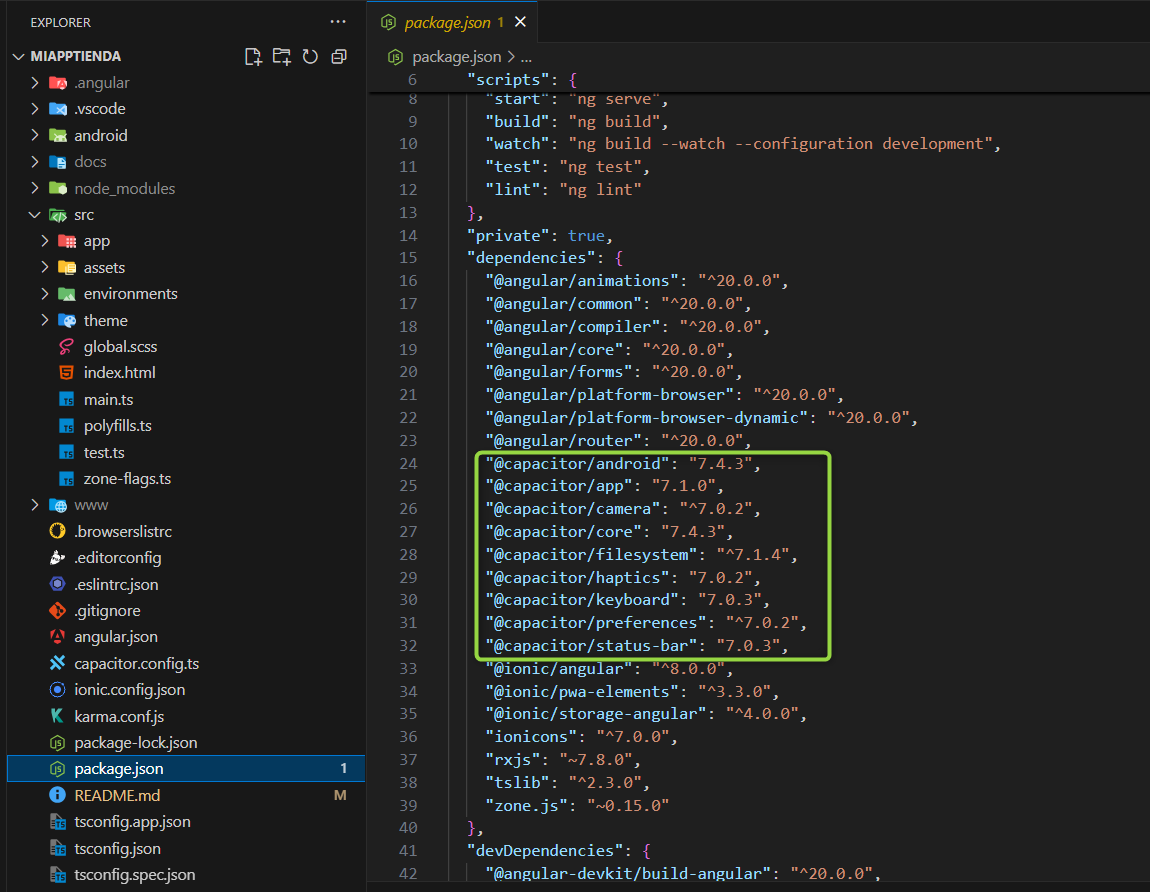 EXPLORER
MIAPPTIENDA
.angular
.vscode
android
docs
node_modules
src
app
assets
environments
theme
global.scss
index.html
main.ts
polyfills.ts
test.ts
zone-flags.ts
www
.browserslistrc
.editorconfig
.eslintrc.json
.gitignore
angular.json
capacitor.config.ts
ionic.config.json
karma.conf.js
package-lock.json
package.json 1
README.md M
tsconfig.app.json
tsconfig.json
tsconfig.spec.json
package.json 1
package.json > ...
6 "scripts": {
8 "start": "ng serve",
9 "build": "ng build",
10 "watch": "ng build --watch --configuration development",
11 "test": "ng test",
12 "lint": "ng lint"
13 },
14 "private": true,
15 "dependencies": {
16 "@angular/animations": "^20.0.0",
17 "@angular/common": "^20.0.0",
18 "@angular/compiler": "^20.0.0",
19 "@angular/core": "^20.0.0",
20 "@angular/forms": "^20.0.0",
21 "@angular/platform-browser": "^20.0.0",
22 "@angular/platform-browser-dynamic": "^20.0.0",
23 "@angular/router": "^20.0.0",
24 "@capacitor/android": "7.4.3",
25 "@capacitor/app": "7.1.0",
26 "@capacitor/camera": "^7.0.2",
27 "@capacitor/core": "7.4.3",
28 "@capacitor/filesystem": "^7.1.4",
29 "@capacitor/haptics": "7.0.2",
30 "@capacitor/keyboard": "7.0.3",
31 "@capacitor/preferences": "^7.0.2",
32 "@capacitor/status-bar": "7.0.3",
33 "@ionic/angular": "^8.0.0",
34 "@ionic/pwa-elements": "^3.3.0",
35 "@ionic/storage-angular": "^4.0.0",
36 "ionicons": "^7.0.0",
37 "rxjs": "~7.8.0",
38 "tslib": "^2.3.0",
39 "zone.js": "~0.15.0"
40 },
41 "devDependencies": {
42 "@angular-devkit/build-angular": "^20.0.0",